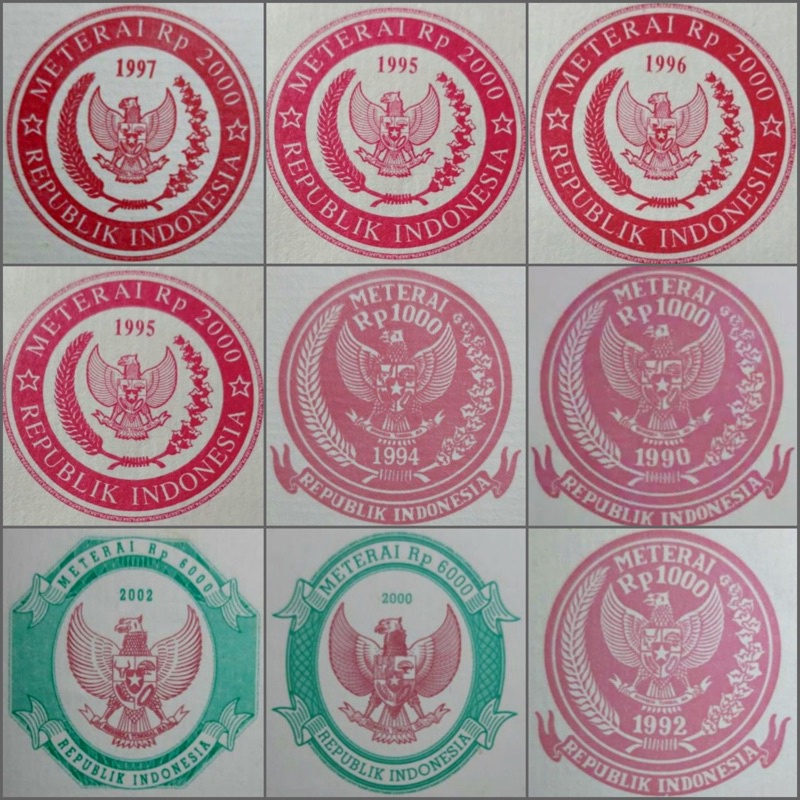 METERAI Rp 2000
1997
REPUBLIK INDONESIA
METERAI Rp 2000
1995
REPUBLIK INDONESIA
METERAI Rp 2000
1996
REPUBLIK INDONESIA
METERAI Rp 2000
1995
REPUBLIK INDONESIA
METERAI
Rp1000
1994
REPUBLIK INDONESIA
METERAI
Rp1000
1990
REPUBLIK INDONESIA
METERAI Rp 6000
2002
REPUBLIK INDONESIA
METERAI Rp 6000
2000
REPUBLIK INDONESIA
METERAI
Rp1000
1992
REPUBLIK INDONESIA